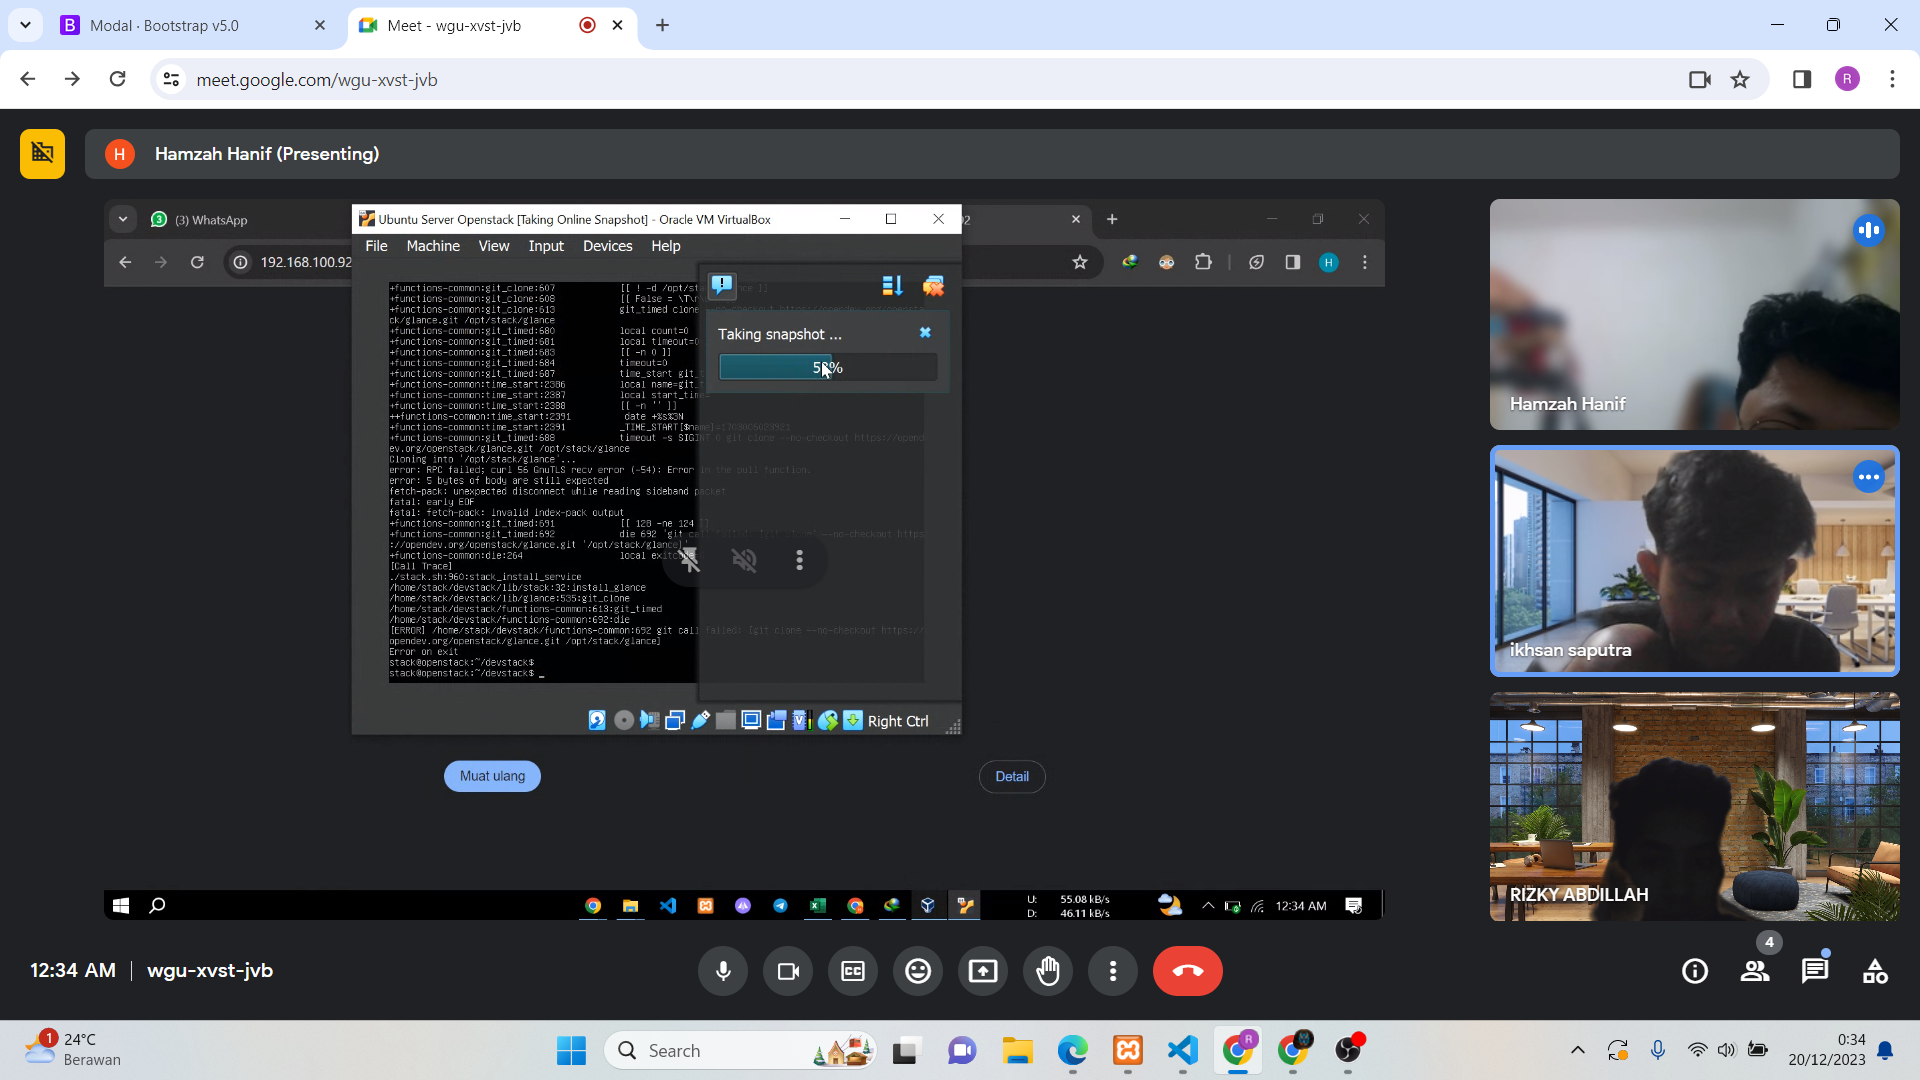 Modal · Bootstrap v5.0
Meet - wgu-xvst-jvb
meet.google.com/wgu-xvst-jvb
R
H
Hamzah Hanif (Presenting)
(3) WhatsApp
Ubuntu Server Openstack [Taking Online Snapshot] - Oracle VM VirtualBox
File Machine View Input Devices Help
192.168.100.92
H
Taking snapshot ...
+functions-common:git_clone:607 [[ ! -d /opt/sta
+functions-common:git_clone:608 [[ False = \T\r
+functions-common:git_clone:613 git_timed clone
ck/glance.git /opt/stack/glance
+functions-common:git_timed:680 local count=0
+functions-common:git_timed:681 local timeout=0
+functions-common:git_timed:683 [[ -n 0 ]]
+functions-common:git_timed:684 timeout=0
+functions-common:git_timed:687 time_start git_
+functions-common:time_start:2386 local name=git_
+functions-common:time_start:2387 local start_time=
+functions-common:time_start:2388 [[ -n '' ]]
++functions-common:time_start:2391 date +%s%3N
+functions-common:time_start:2391
+functions-common:git_timed:688 timeout -s SIGINT 0 git clone --no-checkout https://opend
ev.org/openstack/glance.git /opt/stack/glance
Cloning into '/opt/stack/glance'...
error: RPC failed; curl 56 GnuTLS recv error (-54): Error in the pull function.
error: 5 bytes of body are still expected
fetch-pack: unexpected disconnect while reading sideband packet
fatal: early EOF
fatal: fetch-pack: invalid index-pack output
+functions-common:git_timed:691 [[ 128 -ne 124 ]]
+functions-common:git_timed:692 die 692 'git call failed: [git clone --no-checkout https
://opendev.org/openstack/glance.git '/opt/stack/glance]'
+functions-common:die:264 local exitcode
[Call Trace]
./stack.sh:960:stack_install_service
/home/stack/devstack/lib/stack:32:install_glance
/home/stack/devstack/lib/glance:535:git_clone
/home/stack/devstack/functions-common:613:git_timed
/home/stack/devstack/functions-common:692:die
[ERROR] /home/stack/devstack/functions-common:692 git call failed: [git clone --no-checkout https://
opendev.org/openstack/glance.git /opt/stack/glance]
Error on exit
stack@openstack:~/devstack$
stack@openstack:~/devstack$ _
Right Ctrl
Muat ulang
Detail
U: 55.08 kB/s
D: 46.11 kB/s
12:34 AM
Hamzah Hanif
ikhsan saputra
RIZKY ABDILLAH
12:34 AM | wgu-xvst-jvb
4
1
24°C
Berawan
Search
R
0:34
20/12/2023